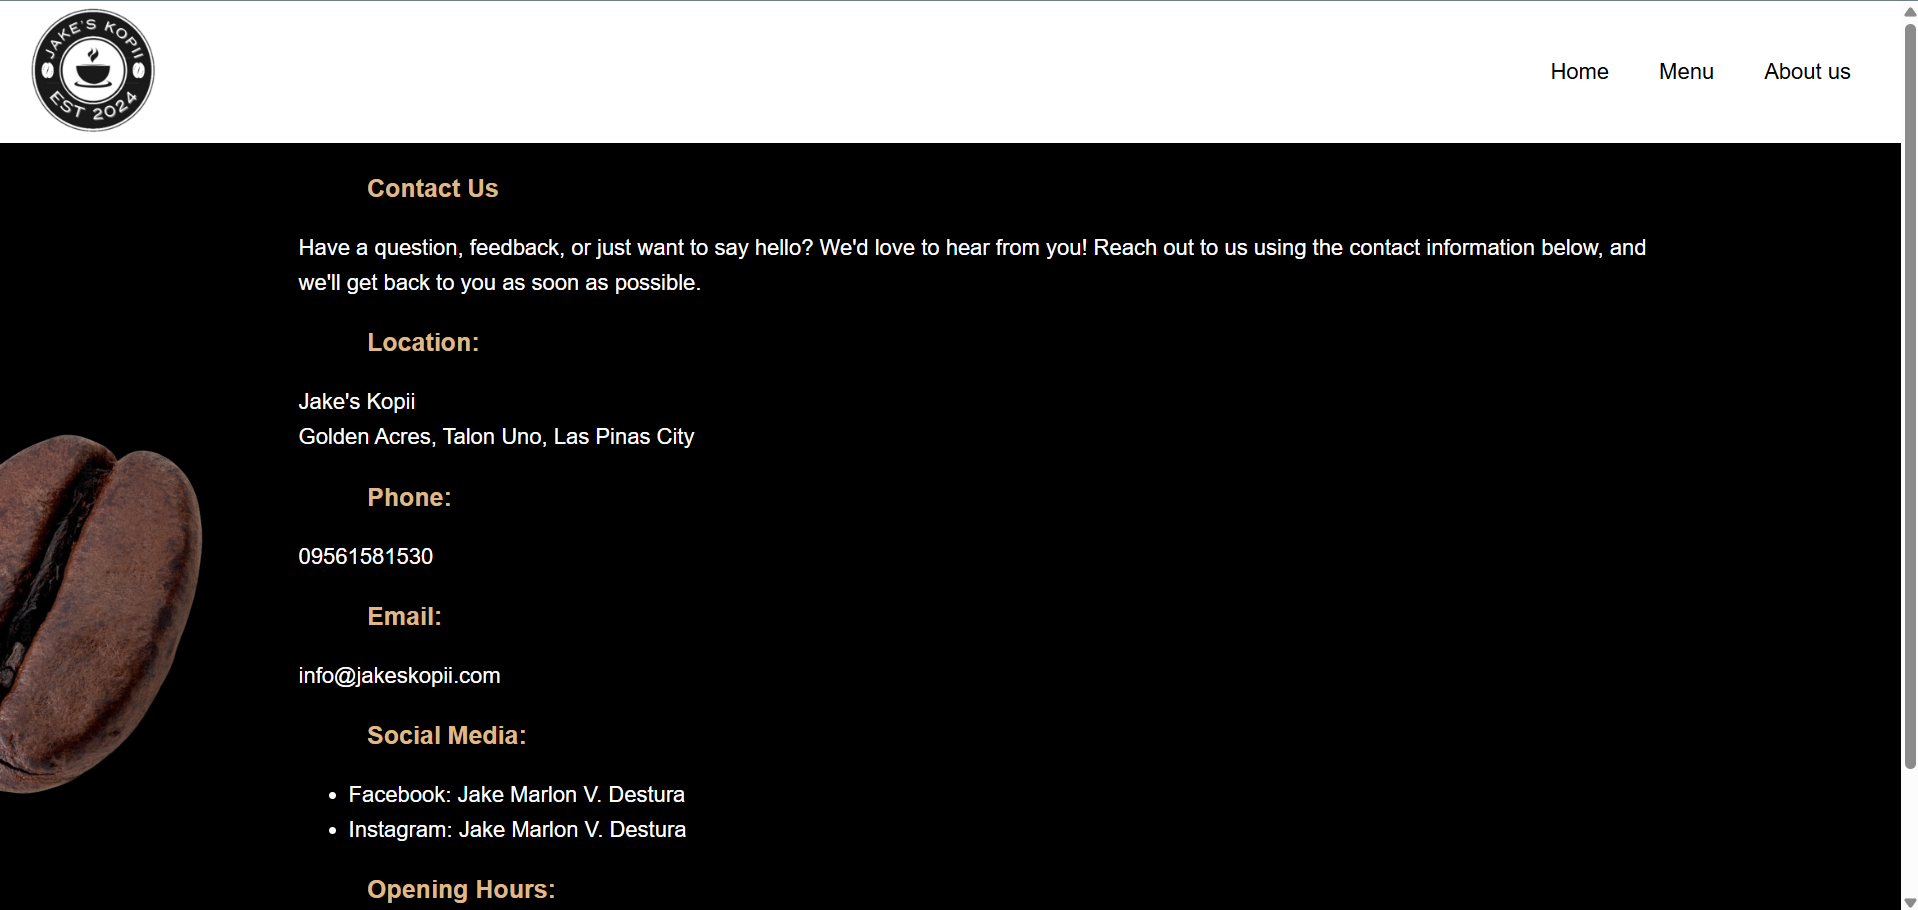 JAKE'S KOPII
EST 2024
Home Menu About us
Contact Us
Have a question, feedback, or just want to say hello? We'd love to hear from you! Reach out to us using the contact information below, and
we'll get back to you as soon as possible.
Location:
Jake's Kopii
Golden Acres, Talon Uno, Las Pinas City
Phone:
09561581530
Email:
info@jakeskopii.com
Social Media:
• Facebook: Jake Marlon V. Destura
• Instagram: Jake Marlon V. Destura
Opening Hours: